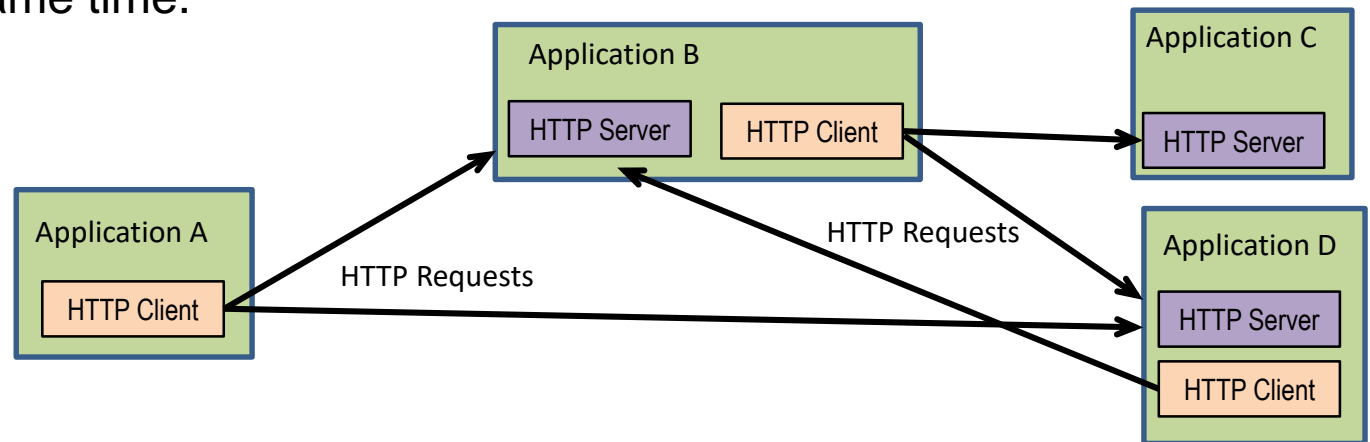 time.
Application B
HTTP Server
HTTP Client
Application C
HTTP Server
Application A
HTTP Client
HTTP Requests
HTTP Requests
Application D
HTTP Server
HTTP Client